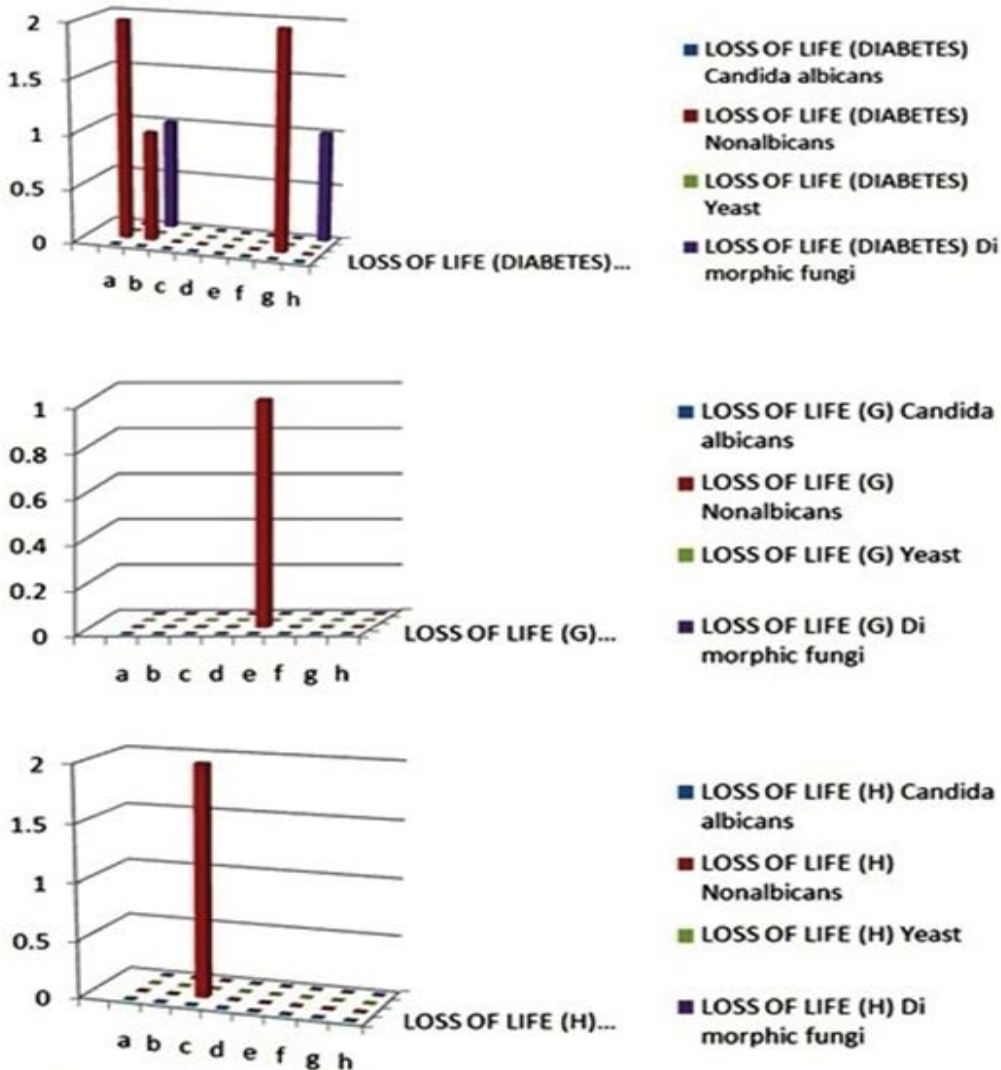 2
1.5
1
0.5
0
a b c d e f g h
LOSS OF LIFE (DIABETES)...
LOSS OF LIFE (DIABETES)
Candida albicans
LOSS OF LIFE (DIABETES)
Nonalbicans
LOSS OF LIFE (DIABETES)
Yeast
LOSS OF LIFE (DIABETES) Di
morphic fungi
1
0.8
0.6
0.4
0.2
0
a b c d e f g h
LOSS OF LIFE (G)...
LOSS OF LIFE (G) Candida
albicans
LOSS OF LIFE (G)
Nonalbicans
LOSS OF LIFE (G) Yeast
LOSS OF LIFE (G) Di
morphic fungi
2
1.5
1
0.5
0
a b c d e f g h
LOSS OF LIFE (H)...
LOSS OF LIFE (H) Candida
albicans
LOSS OF LIFE (H)
Nonalbicans
LOSS OF LIFE (H) Yeast
LOSS OF LIFE (H) Di
morphic fungi